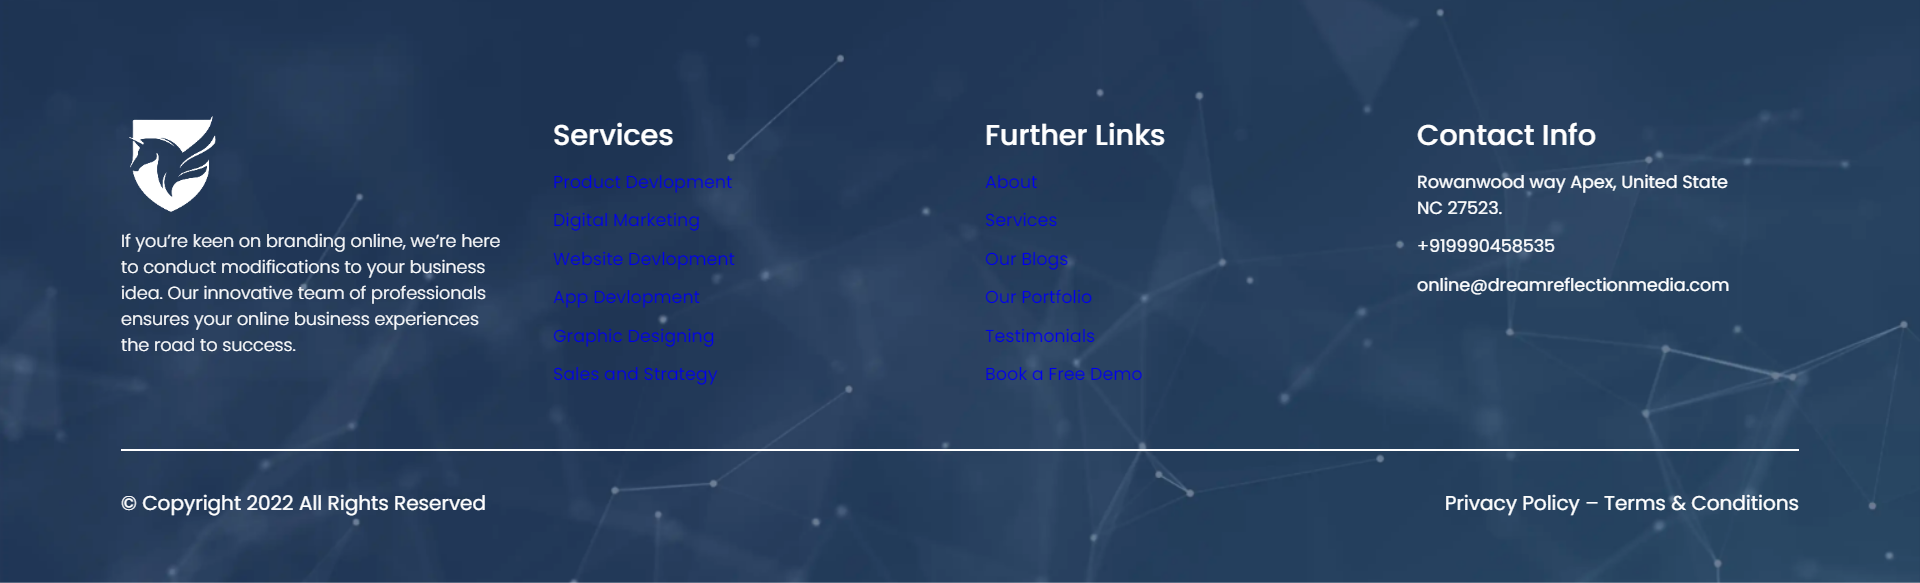 If you're keen on branding online, we're here
to conduct modifications to your business
idea. Our innovative team of professionals
ensures your online business experiences
the road to success.
Services
Product Devlopment
Digital Marketing
Website Devlopment
App Devlopment
Graphic Designing
Sales and Strategy
Further Links
About
Services
Our Blogs
Our Portfolio
Testimonials
Book a Free Demo
Contact Info
Rowanwood way Apex, United State
NC 27523.
+919990458535
online@dreamreflectionmedia.com
© Copyright 2022 All Rights Reserved
Privacy Policy – Terms & Conditions